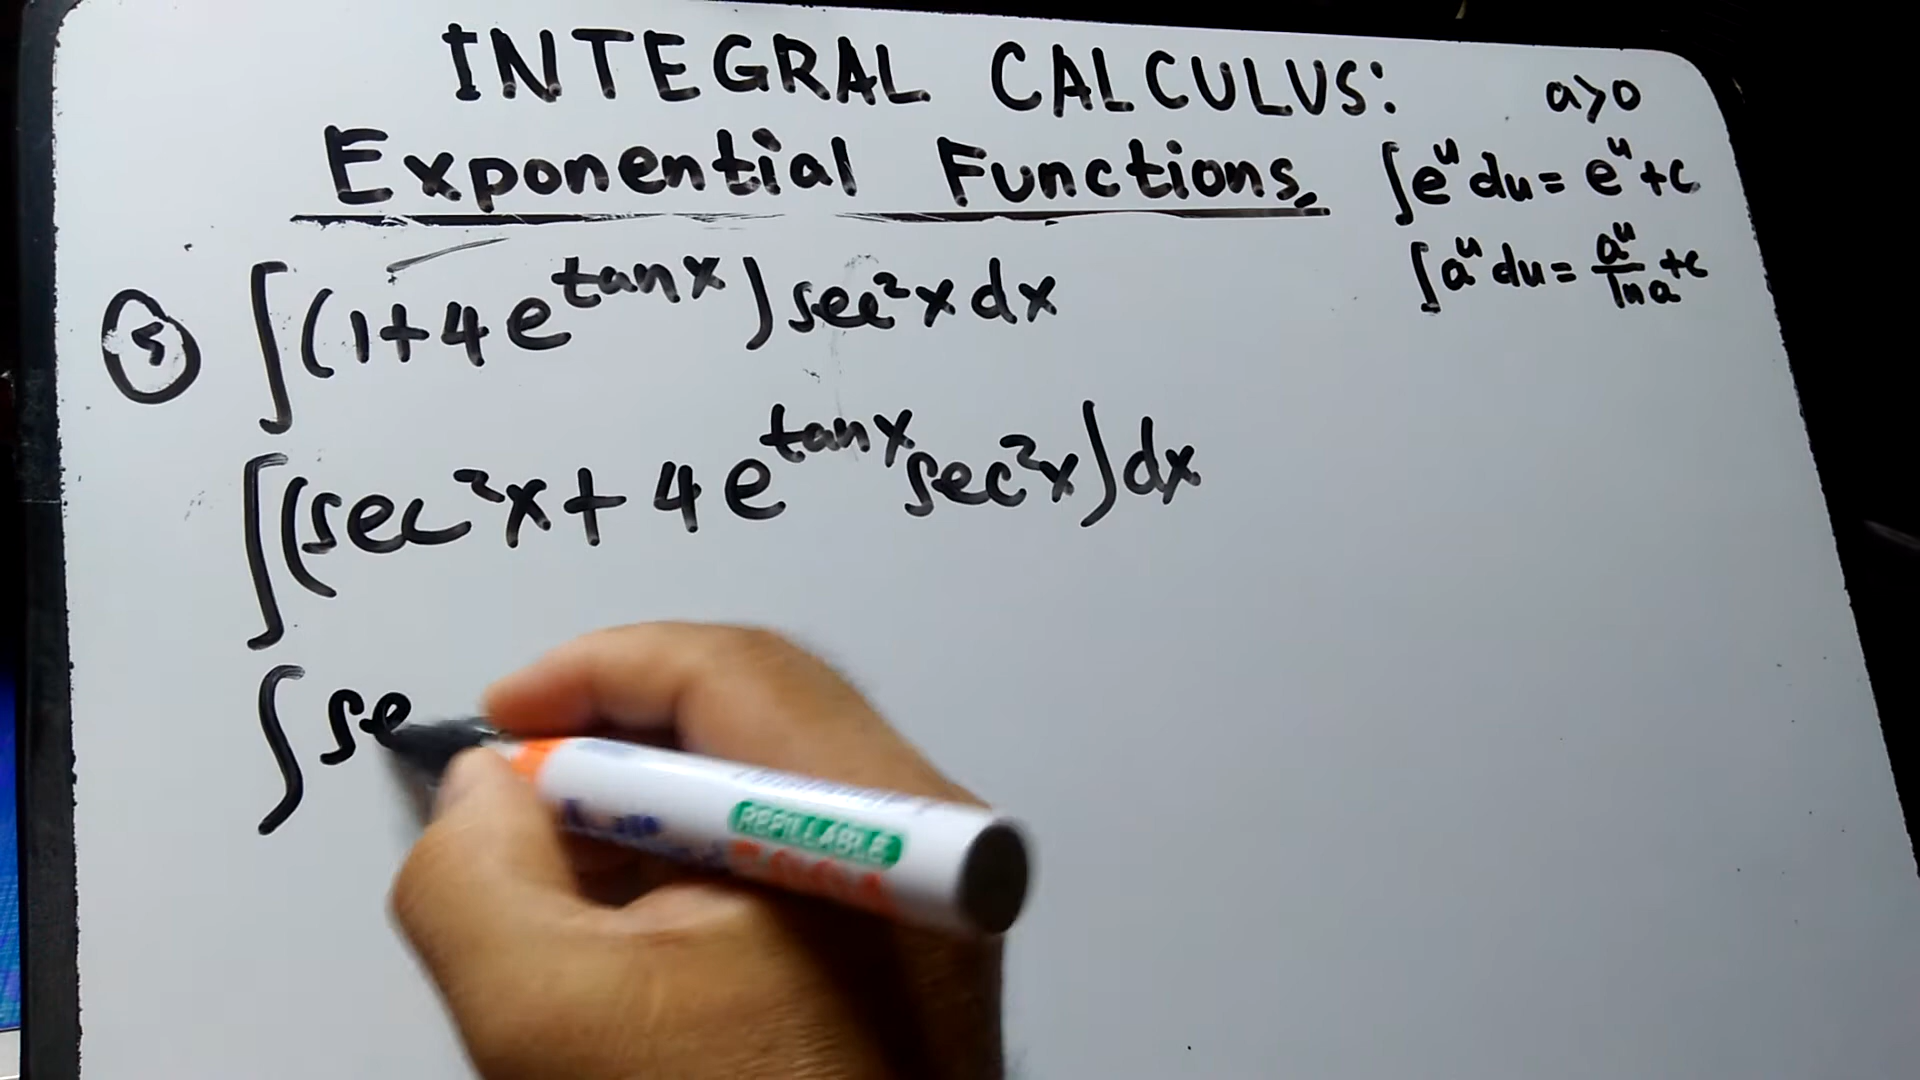 INTEGRAL CALCULUS:
Exponential Functions.
a>0
∫e^u du = e^u + c
∫a^u du = a^u/ln a + c
⑤ ∫(1+4e^tanx) sec²x dx
∫(sec²x + 4e^tanx sec²x) dx
∫ se
REFILLABLE